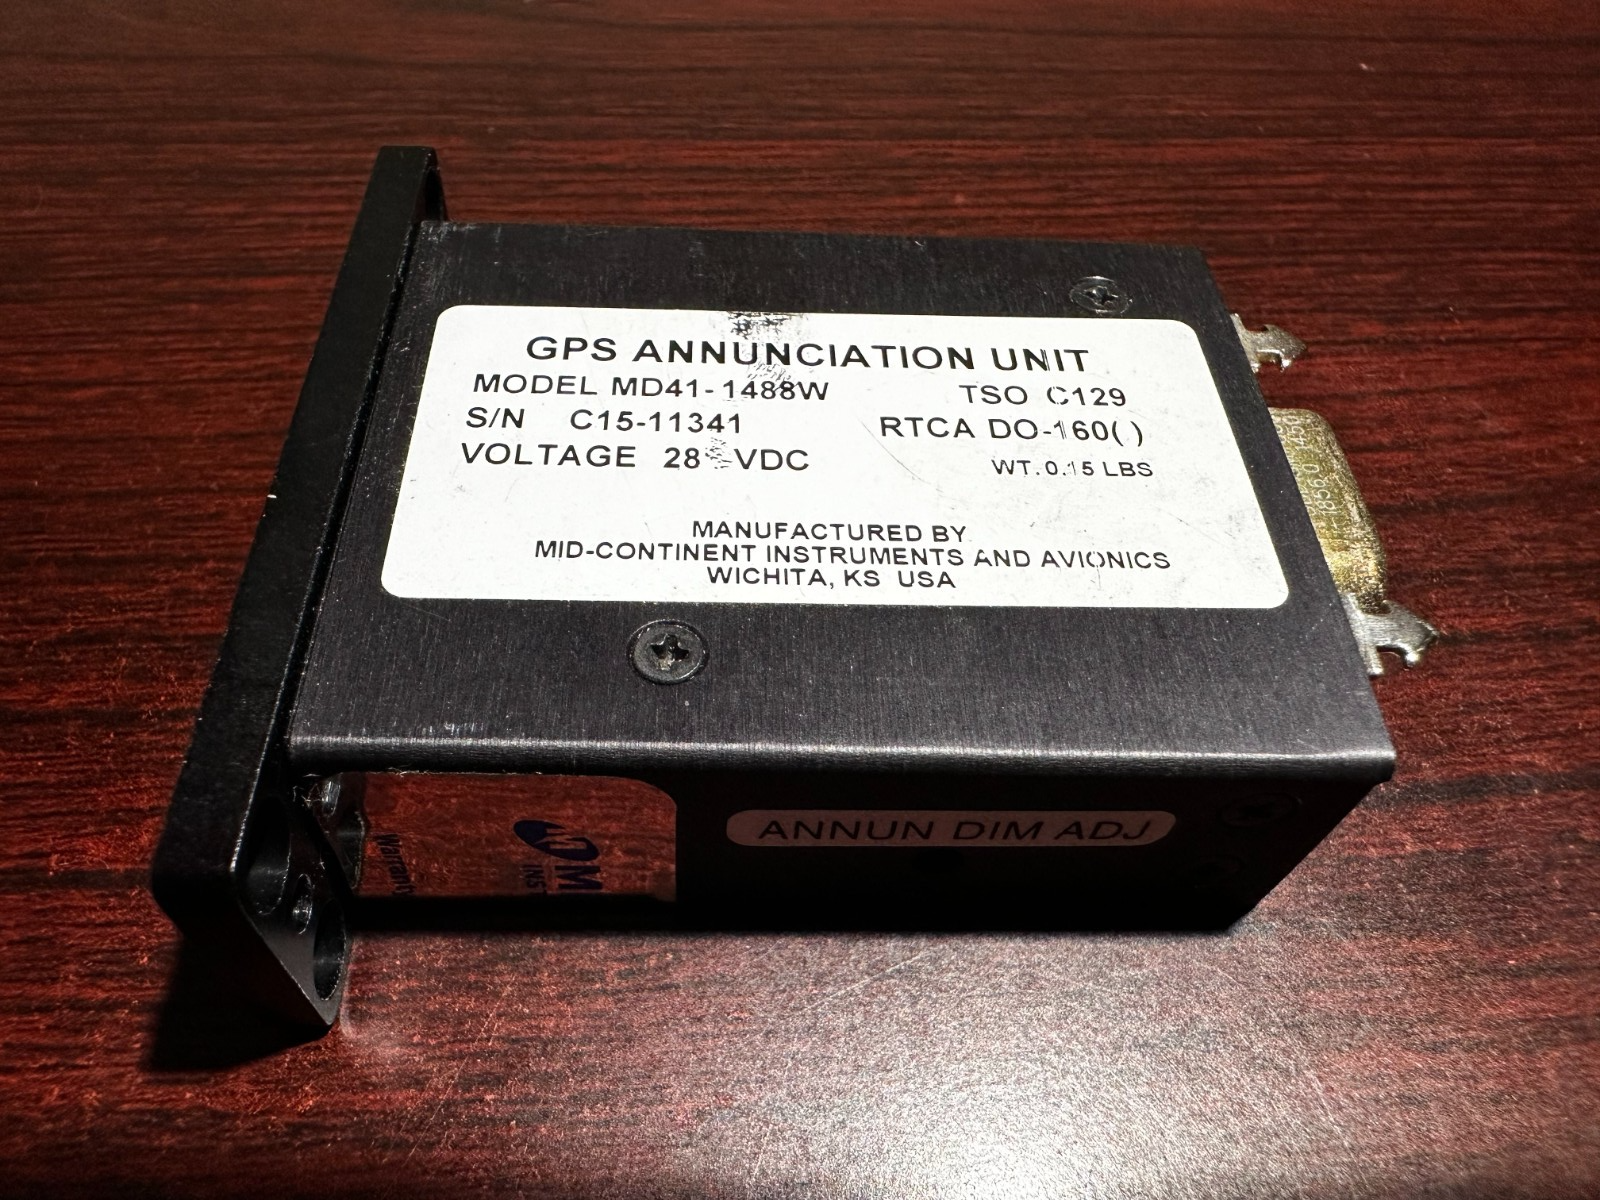 GPS ANNUNCIATION UNIT
MODEL MD41-1488W TSO C129
S/N C15-11341 RTCA DO-160( )
VOLTAGE 28 VDC WT. 0.15 LBS
MANUFACTURED BY
MID-CONTINENT INSTRUMENTS AND AVIONICS
WICHITA, KS USA
ANNUN DIM ADJ